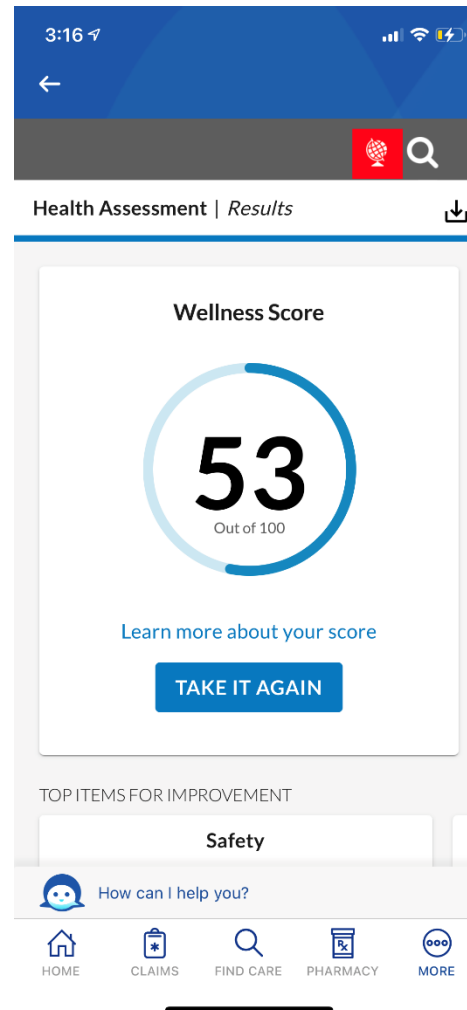 3:16
Health Assessment | Results
Wellness Score
53
Out of 100
Learn more about your score
TAKE IT AGAIN
TOP ITEMS FOR IMPROVEMENT
Safety
How can I help you?
Rx
HOME CLAIMS FIND CARE PHARMACY MORE